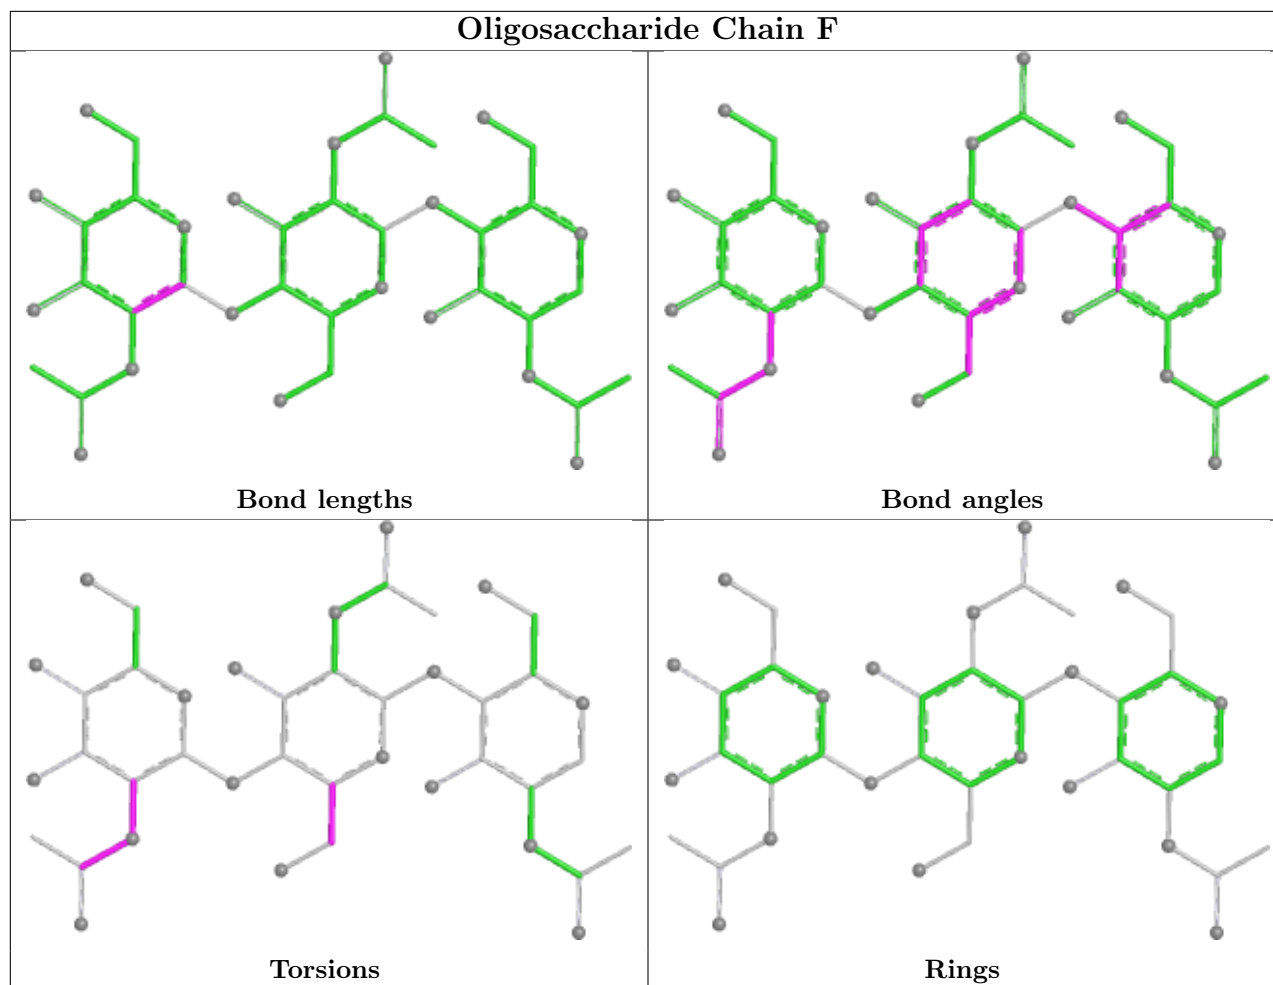 Oligosaccharide Chain F
Bond lengths
Bond angles
Torsions
Rings